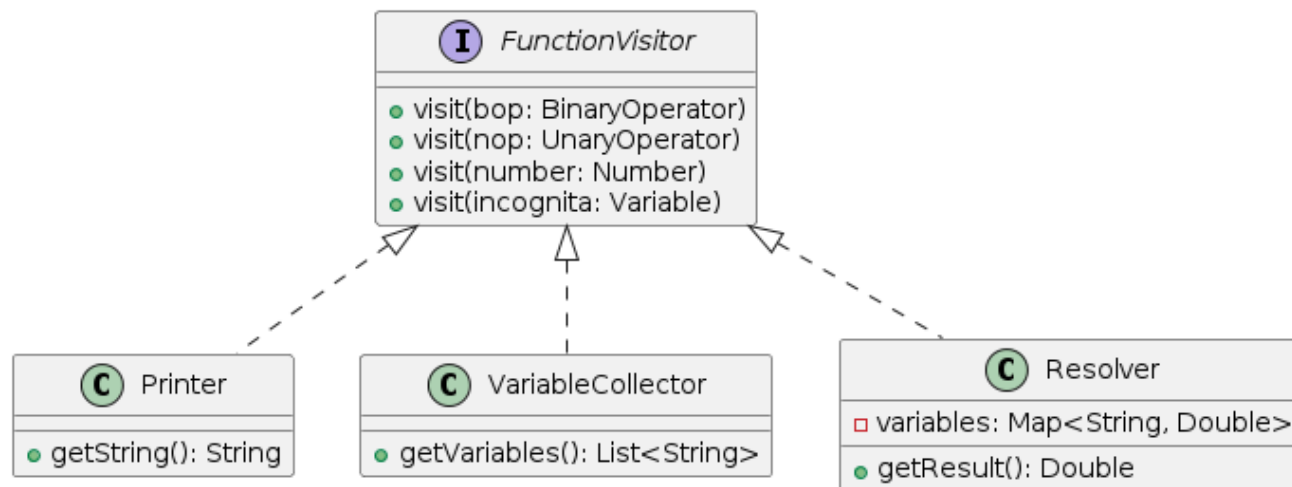 I FunctionVisitor
visit(bop: BinaryOperator)
visit(nop: UnaryOperator)
visit(number: Number)
visit(incognita: Variable)
C Printer
getString(): String
C VariableCollector
getVariables(): List<String>
C Resolver
variables: Map<String, Double>
getResult(): Double